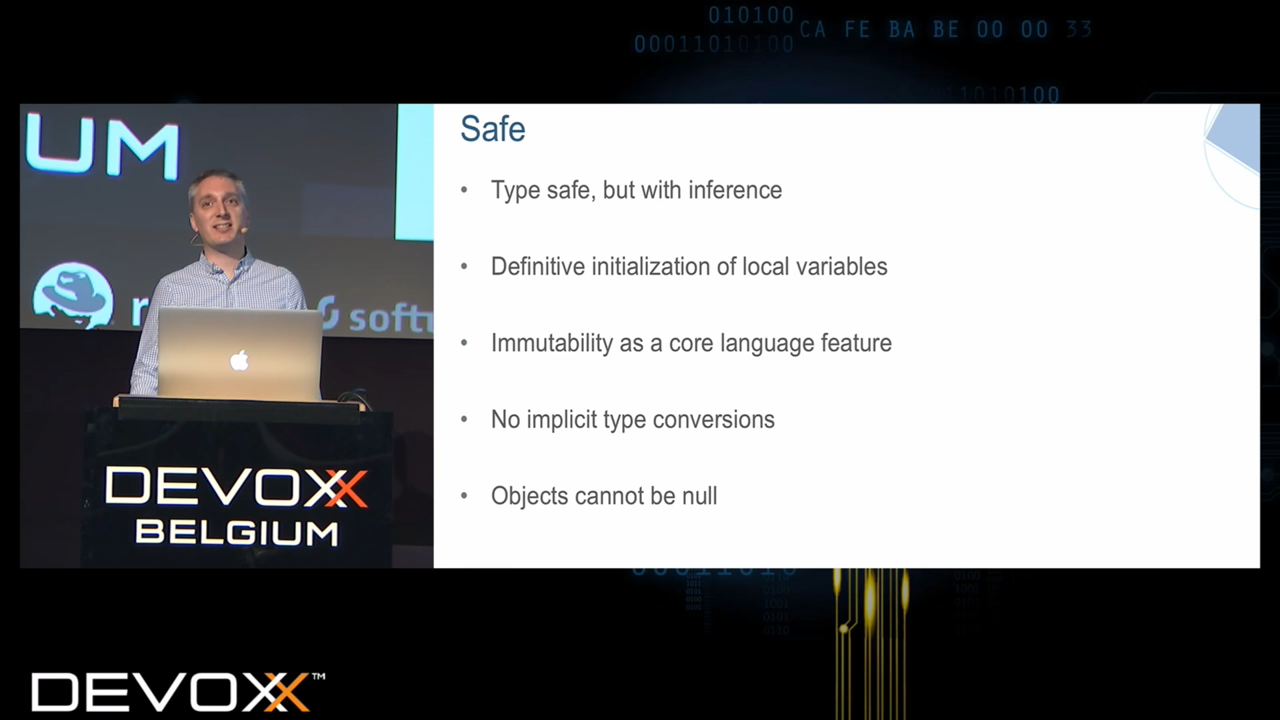 010100
00011010100
CA FE BA BE 00 00 33
1010100
UM
Safe
• Type safe, but with inference
• Definitive initialization of local variables
• Immutability as a core language feature
• No implicit type conversions
• Objects cannot be null
r
soft
DEVOXX
BELGIUM
DEVOXX™